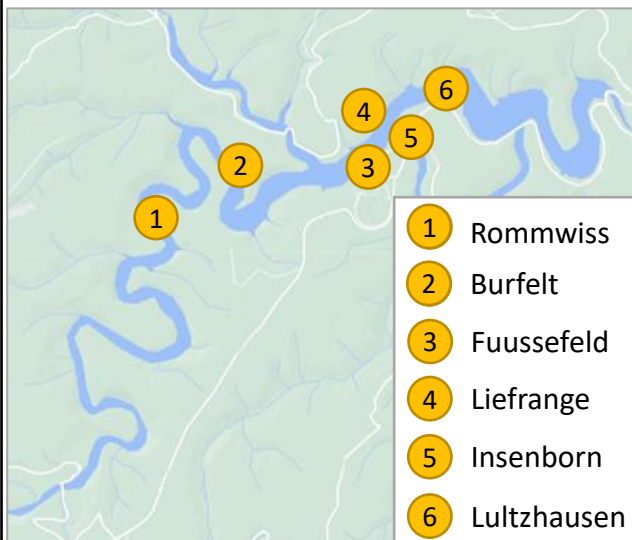 6
4
5
2
3
1
1 Rommwiss
2 Burfelt
3 Fuussefeld
4 Liefrange
5 Insenborn
6 Lultzhausen